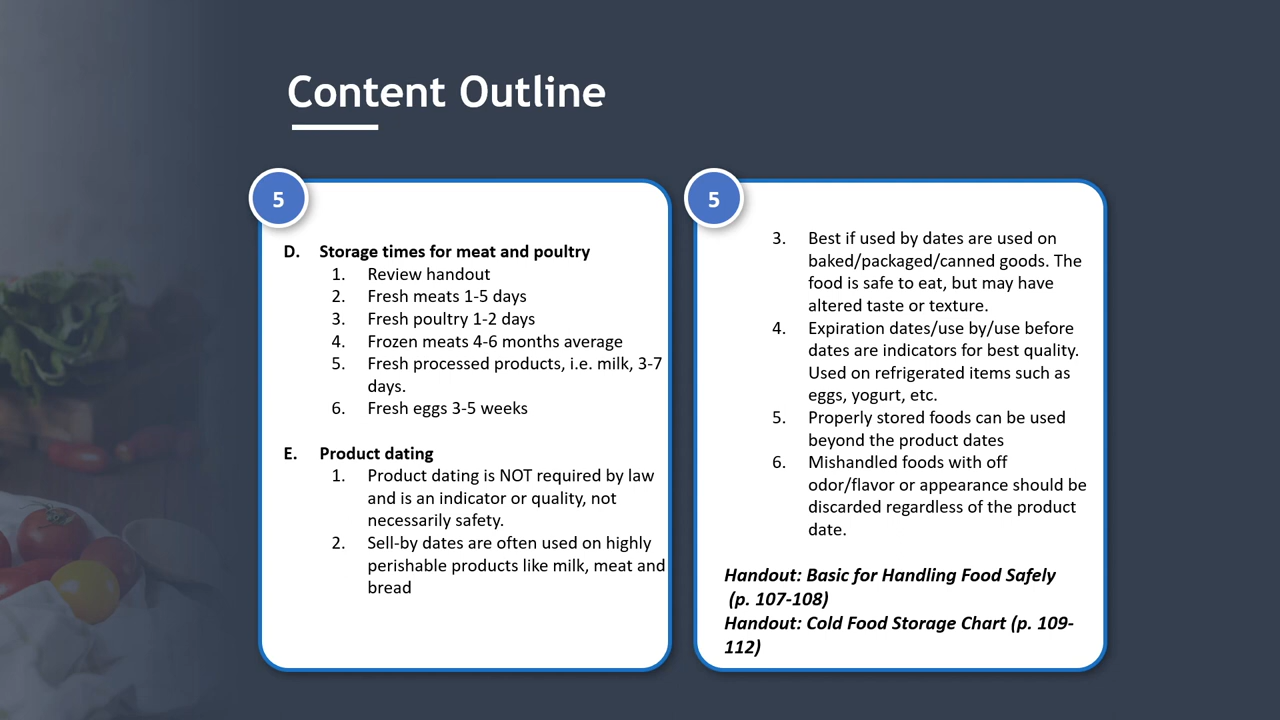 Content Outline
5
D. Storage times for meat and poultry
1. Review handout
2. Fresh meats 1-5 days
3. Fresh poultry 1-2 days
4. Frozen meats 4-6 months average
5. Fresh processed products, i.e. milk, 3-7
days.
6. Fresh eggs 3-5 weeks
E. Product dating
1. Product dating is NOT required by law
and is an indicator or quality, not
necessarily safety.
2. Sell-by dates are often used on highly
perishable products like milk, meat and
bread
5
3. Best if used by dates are used on
baked/packaged/canned goods. The
food is safe to eat, but may have
altered taste or texture.
4. Expiration dates/use by/use before
dates are indicators for best quality.
Used on refrigerated items such as
eggs, yogurt, etc.
5. Properly stored foods can be used
beyond the product dates
6. Mishandled foods with off
odor/flavor or appearance should be
discarded regardless of the product
date.
Handout: Basic for Handling Food Safely
(p. 107-108)
Handout: Cold Food Storage Chart (p. 109-
112)